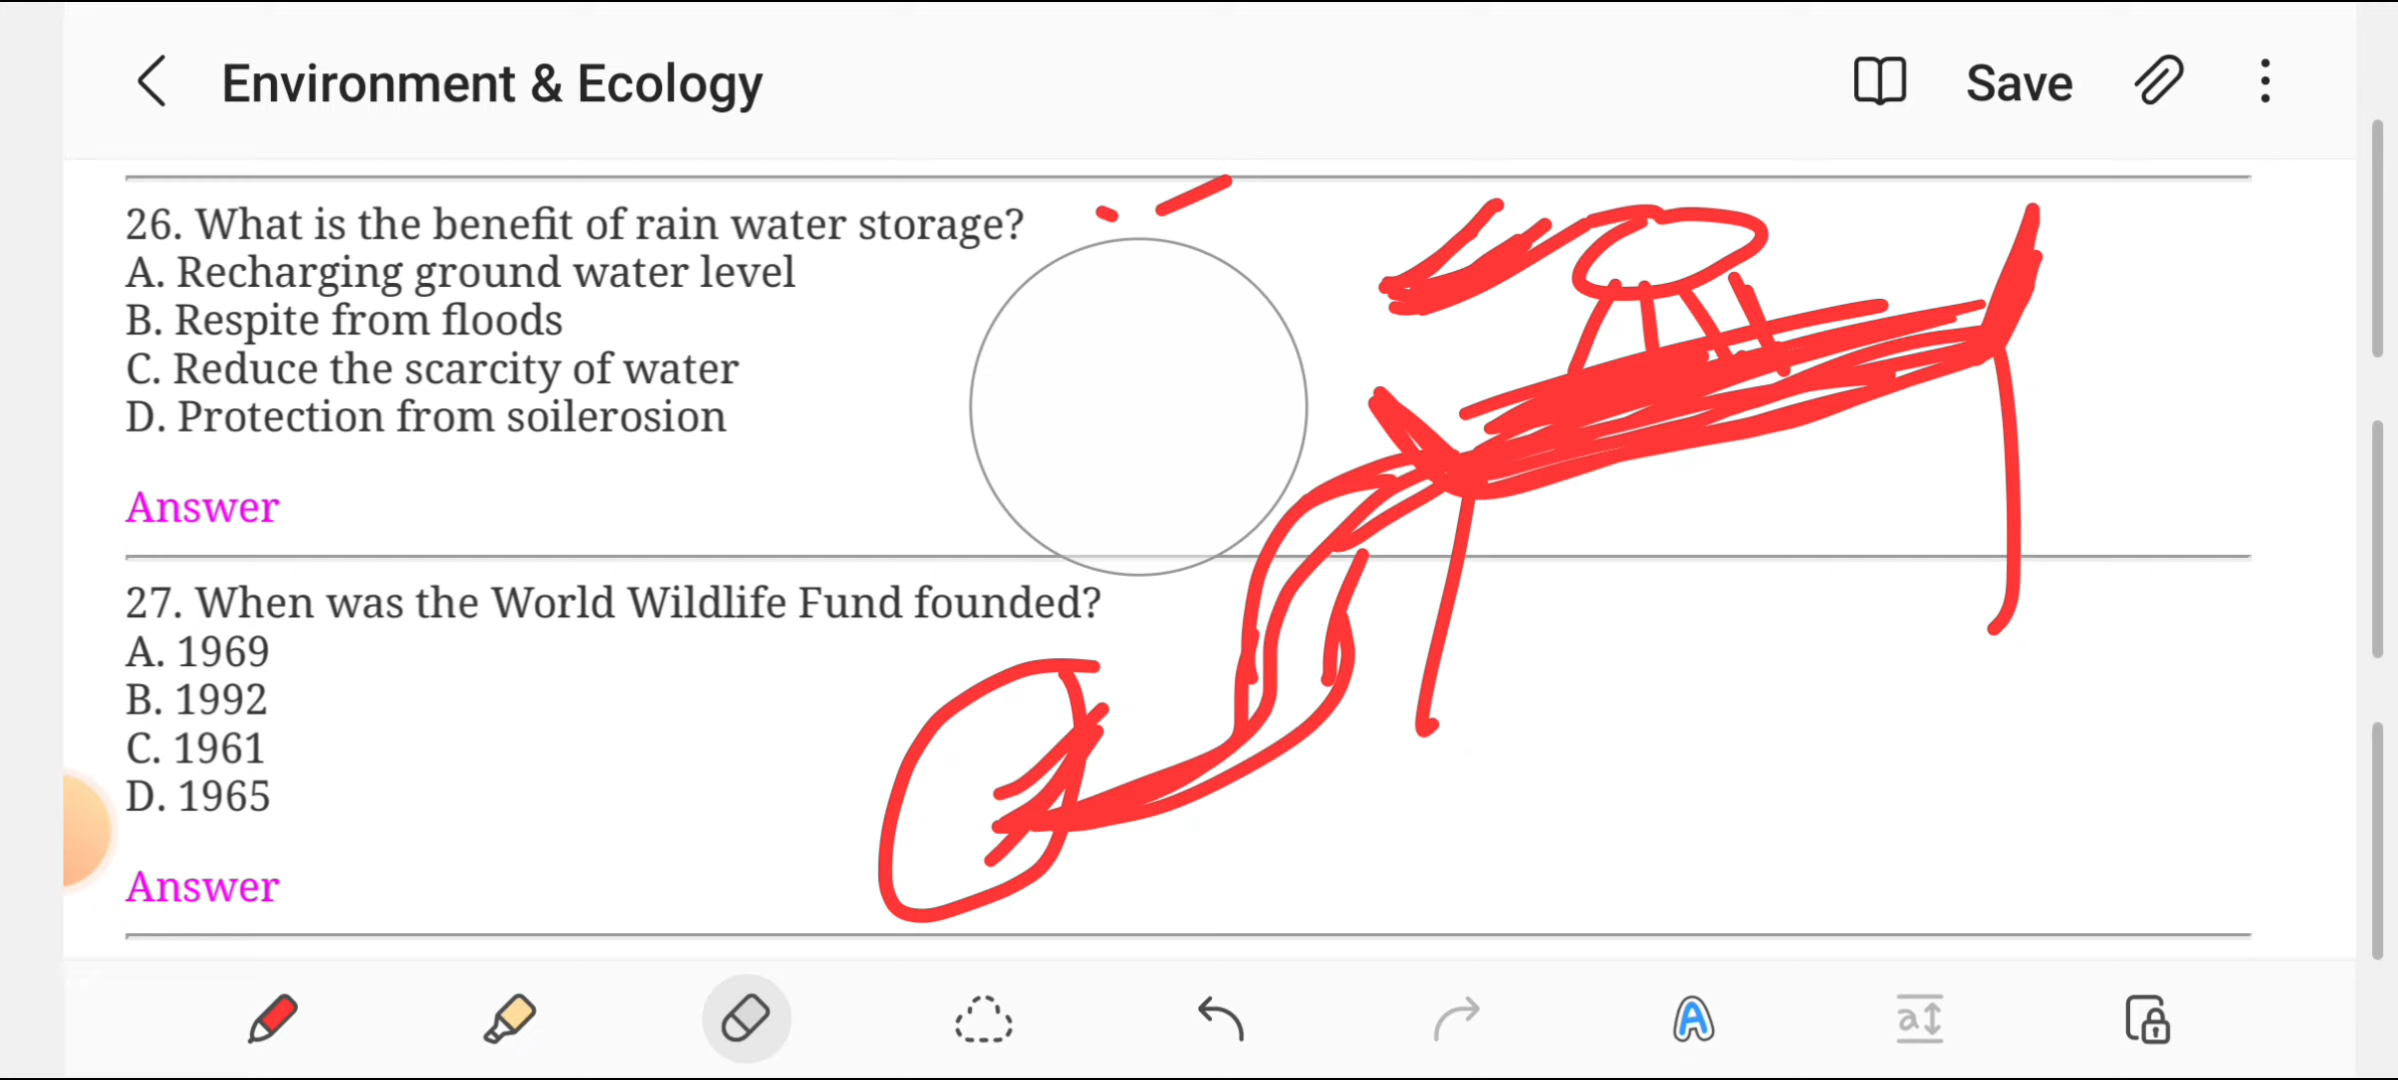 Environment & Ecology
Save
26. What is the benefit of rain water storage?
A. Recharging ground water level
B. Respite from floods
C. Reduce the scarcity of water
D. Protection from soilerosion
Answer
27. When was the World Wildlife Fund founded?
A. 1969
B. 1992
C. 1961
D. 1965
Answer
A
a